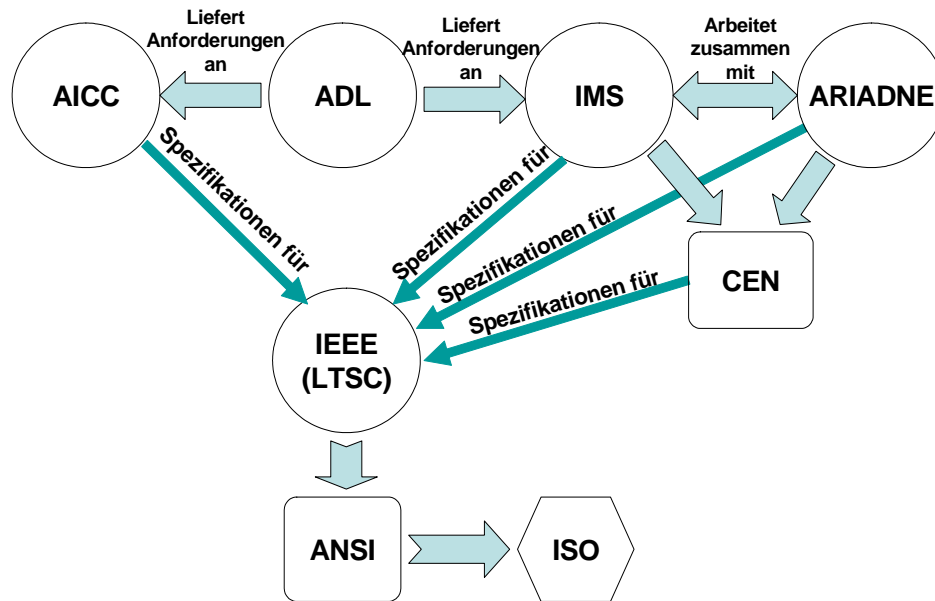 Liefert
Anforderungen
an
Liefert
Anforderungen
an
Arbeitet
zusammen
mit
AICC
ADL
IMS
ARIADNE
Spezifikationen für
Spezifikationen für
Spezifikationen für
Spezifikationen für
CEN
IEEE
(LTSC)
ANSI
ISO